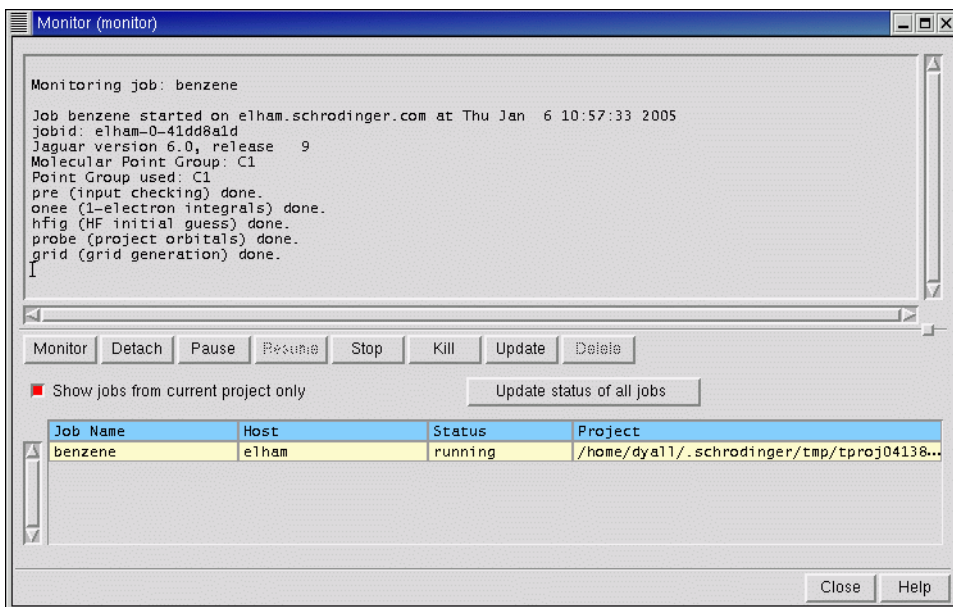 Monitor (monitor)
Monitoring job: benzene
Job benzene started on elham.schrodinger.com at Thu Jan  6 10:57:33 2005
jobid: elham-0-41dd8a1d
Jaguar version 6.0, release   9
Molecular Point Group: C1
Point Group used: C1
pre (input checking) done.
onee (1-electron integrals) done.
hfig (HF initial guess) done.
probe (project orbitals) done.
grid (grid generation) done.
Monitor Detach Pause Resume Stop Kill Update Delete
Show jobs from current project only Update status of all jobs
Job Name Host Status Project
benzene elham running /home/dyall/.schrodinger/tmp/tproj04138...
Close Help